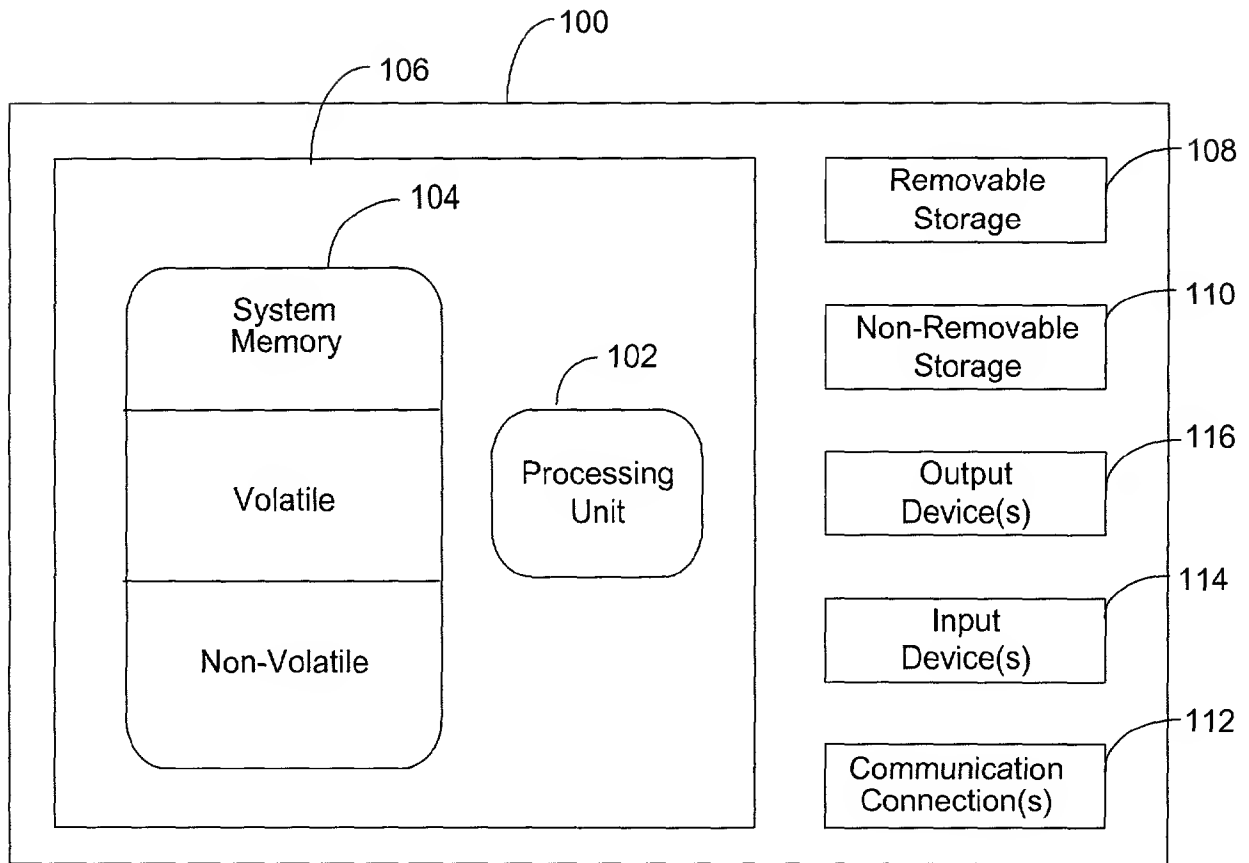 100
106
104
System
Memory
Volatile
Non-Volatile
102
Processing
Unit
108
Removable
Storage
110
Non-Removable
Storage
116
Output
Device(s)
114
Input
Device(s)
112
Communication
Connection(s)